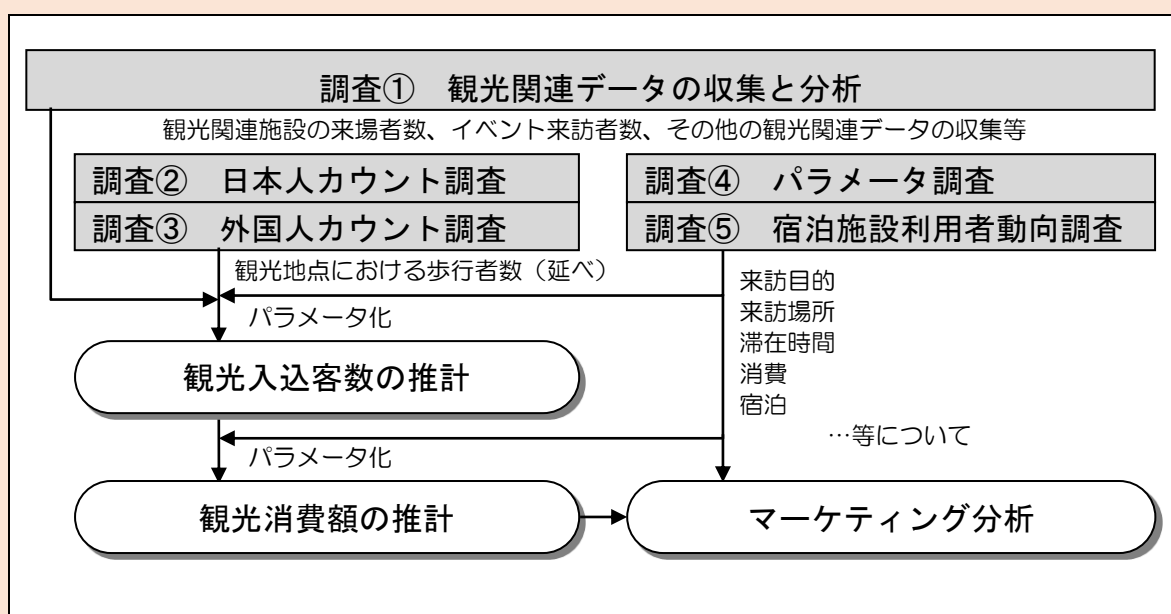 調査① 観光関連データの収集と分析
観光関連施設の来場者数、イベント来訪者数、その他の観光関連データの収集等
調査② 日本人カウント調査
調査③ 外国人カウント調査
調査④ パラメータ調査
調査⑤ 宿泊施設利用者動向調査
観光地点における歩行者数（延べ）
パラメータ化
来訪目的
来訪場所
滞在時間
消費
宿泊
…等について
観光入込客数の推計
パラメータ化
観光消費額の推計
マーケティング分析